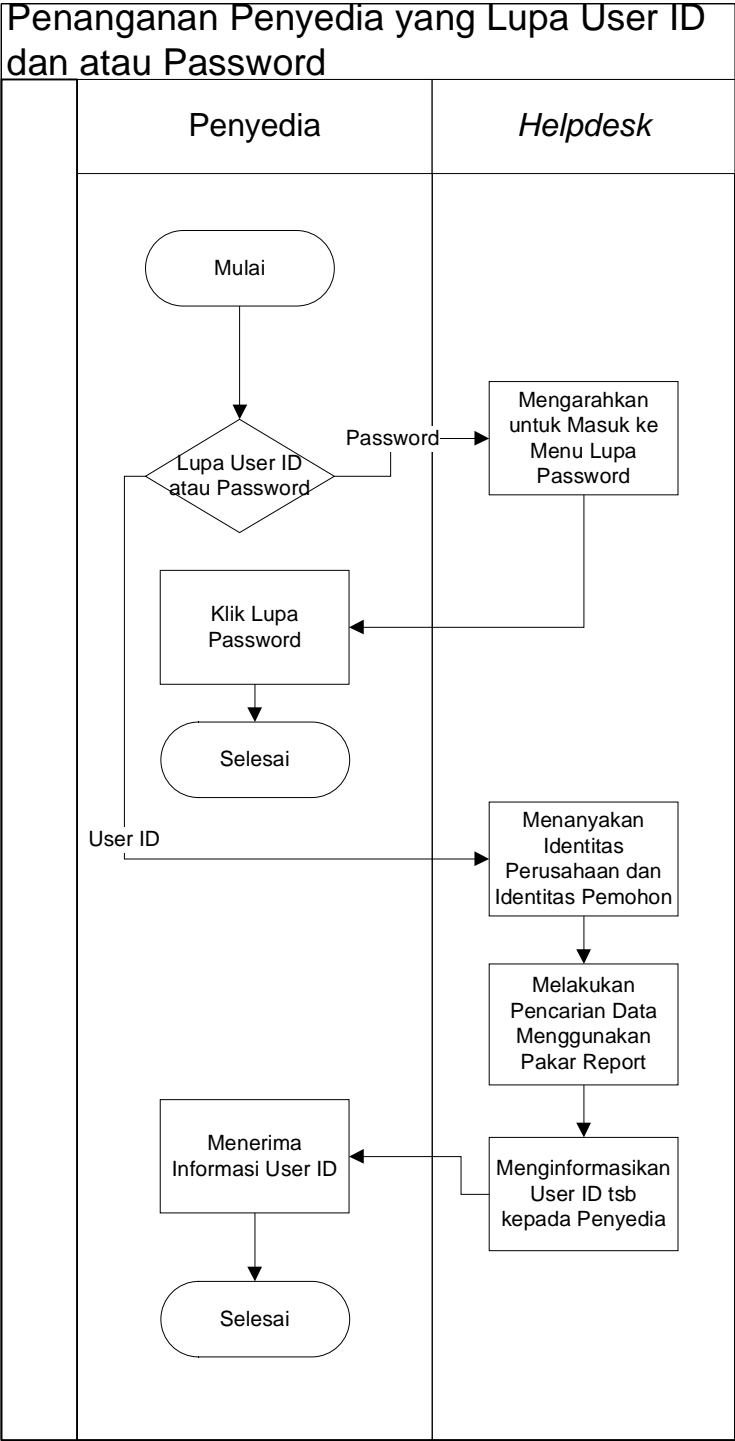 Penanganan Penyedia yang Lupa User ID
dan atau Password
Penyedia
Helpdesk
Mulai
Lupa User ID
atau Password
Password
Mengarahkan
untuk Masuk ke
Menu Lupa
Password
Klik Lupa
Password
Selesai
User ID
Menanyakan
Identitas
Perusahaan dan
Identitas Pemohon
Melakukan
Pencarian Data
Menggunakan
Pakar Report
Menginformasikan
User ID tsb
kepada Penyedia
Menerima
Informasi User ID
Selesai